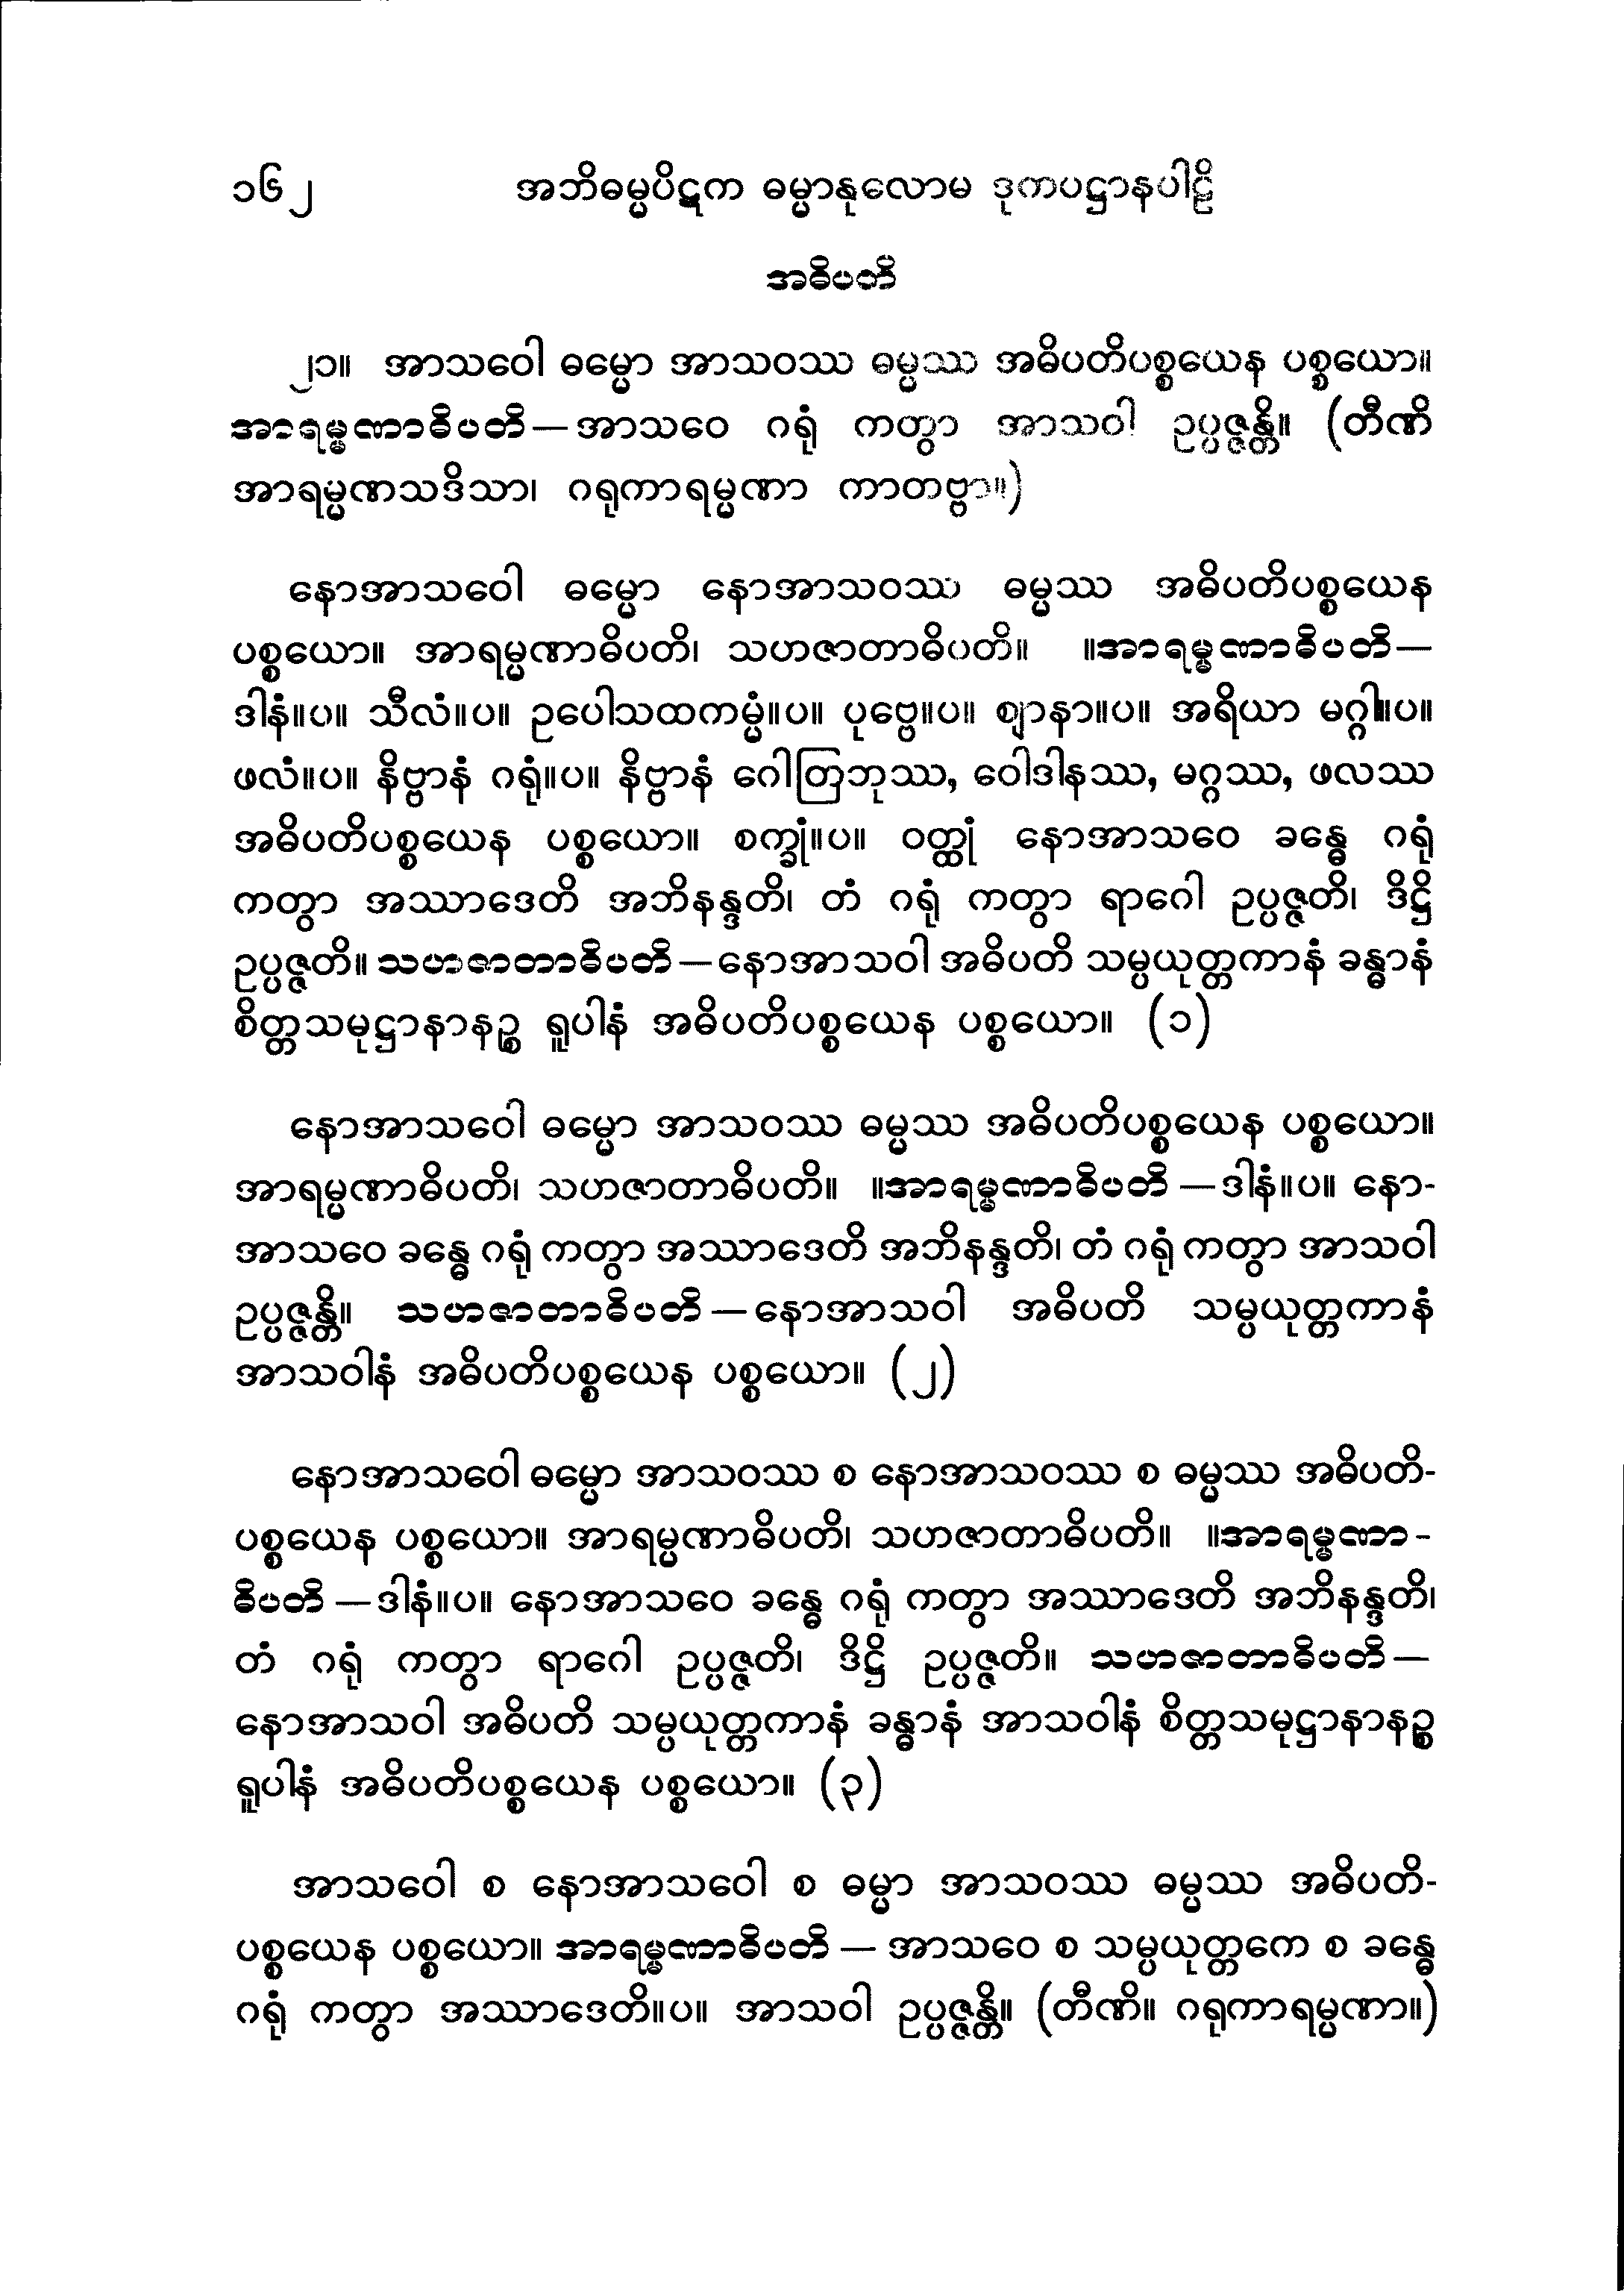 ၁၆၂ အဘိဓမ္မပိဋက ဓမ္မာနုလောမ ဒုကပဋ္ဌာနပါဠိ
အဓိပတိ
၂၁။ အာသဝေါ ဓမ္မော အာသဝဿ ဓမ္မဿ အဓိပတိပစ္စယေန ပစ္စယော။
အာရမ္မဏာဓိပတိ—အာသဝေ ဂရုံ ကတွာ အာသဝါ ဥပ္ပဇ္ဇန္တိ။ (တီဏိ
အာရမ္မဏသဒိသာ၊ ဂရုကာရမ္မဏာ ကာတဗ္ဗာ။)
နောအာသဝေါ ဓမ္မော နောအာသဝဿ ဓမ္မဿ အဓိပတိပစ္စယေန
ပစ္စယော။ အာရမ္မဏာဓိပတိ၊ သဟဇာတာဓိပတိ။ ။အာရမ္မဏာဓိပတိ—
ဒါနံ။ပ။ သီလံ။ပ။ ဥပေါသထကမ္မံ။ပ။ ပုဗ္ဗေ။ပ။ ဈာနာ။ပ။ အရိယာ မဂ္ဂါ။ပ။
ဖလံ။ပ။ နိဗ္ဗာနံ ဂရုံ။ပ။ နိဗ္ဗာနံ ဂေါတြဘုဿ, ဝေါဒါနဿ, မဂ္ဂဿ, ဖလဿ
အဓိပတိပစ္စယေန ပစ္စယော။ စက္ခုံ။ပ။ ဝတ္ထုံ နောအာသဝေ ခန္ဓေ ဂရုံ
ကတွာ အဿာဒေတိ အဘိနန္ဒတိ၊ တံ ဂရုံ ကတွာ ရာဂေါ ဥပ္ပဇ္ဇတိ၊ ဒိဋ္ဌိ
ဥပ္ပဇ္ဇတိ။ သဟဇာတာဓိပတိ—နောအာသဝါ အဓိပတိ သမ္ပယုတ္တကာနံ ခန္ဓာနံ
စိတ္တသမုဋ္ဌာနာနဉ္စ ရူပါနံ အဓိပတိပစ္စယေန ပစ္စယော။ (၁)
နောအာသဝေါ ဓမ္မော အာသဝဿ ဓမ္မဿ အဓိပတိပစ္စယေန ပစ္စယော။
အာရမ္မဏာဓိပတိ၊ သဟဇာတာဓိပတိ။ ။အာရမ္မဏာဓိပတိ—ဒါနံ။ပ။ နော-
အာသဝေ ခန္ဓေ ဂရုံ ကတွာ အဿာဒေတိ အဘိနန္ဒတိ၊ တံ ဂရုံ ကတွာ အာသဝါ
ဥပ္ပဇ္ဇန္တိ။ သဟဇာတာဓိပတိ—နောအာသဝါ အဓိပတိ သမ္ပယုတ္တကာနံ
အာသဝါနံ အဓိပတိပစ္စယေန ပစ္စယော။ (၂)
နောအာသဝေါ ဓမ္မော အာသဝဿ စ နောအာသဝဿ စ ဓမ္မဿ အဓိပတိ-
ပစ္စယေန ပစ္စယော။ အာရမ္မဏာဓိပတိ၊ သဟဇာတာဓိပတိ။ ။အာရမ္မဏာ-
ဓိပတိ—ဒါနံ။ပ။ နောအာသဝေ ခန္ဓေ ဂရုံ ကတွာ အဿာဒေတိ အဘိနန္ဒတိ၊
တံ ဂရုံ ကတွာ ရာဂေါ ဥပ္ပဇ္ဇတိ၊ ဒိဋ္ဌိ ဥပ္ပဇ္ဇတိ။ သဟဇာတာဓိပတိ—
နောအာသဝါ အဓိပတိ သမ္ပယုတ္တကာနံ ခန္ဓာနံ အာသဝါနံ စိတ္တသမုဋ္ဌာနာနဉ္စ
ရူပါနံ အဓိပတိပစ္စယေန ပစ္စယော။ (၃)
အာသဝေါ စ နောအာသဝေါ စ ဓမ္မာ အာသဝဿ ဓမ္မဿ အဓိပတိ-
ပစ္စယေန ပစ္စယော။ အာရမ္မဏာဓိပတိ — အာသဝေ စ သမ္ပယုတ္တကေ စ ခန္ဓေ
ဂရုံ ကတွာ အဿာဒေတိ။ပ။ အာသဝါ ဥပ္ပဇ္ဇန္တိ။ (တီဏိ။ ဂရုကာရမ္မဏာ။)